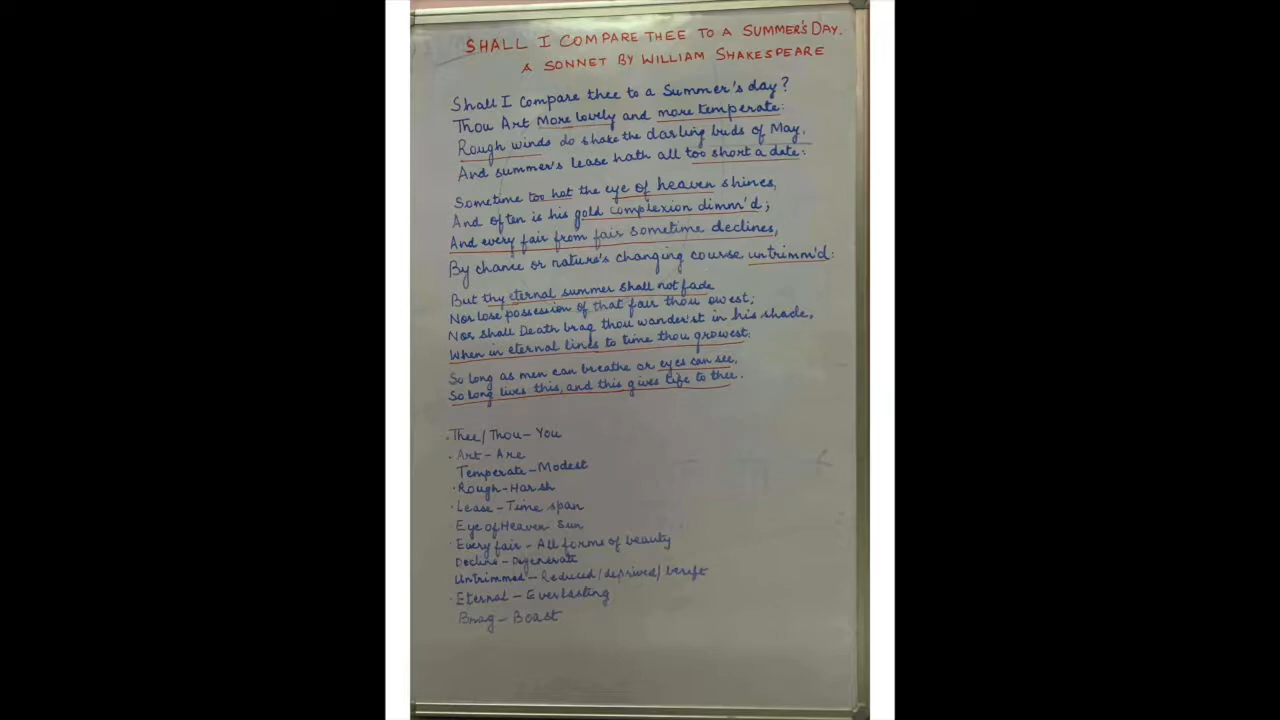 SHALL I COMPARE THEE TO A SUMMER'S DAY.
A SONNET BY WILLIAM SHAKESPEARE
Shall I Compare thee to a Summer's day?
Thou Art More lovely and more temperate:
Rough winds do shake the darling buds of May,
And summer's lease hath all too short a date:
Sometime too hot the eye of heaven shines,
And often is his gold complexion dimm'd;
And every fair from fair sometime declines,
By chance or nature's changing course untrimm'd:
But thy eternal summer shall not fade
Nor lose possession of that fair thou owest;
Nor shall Death brag thou wander'st in his shade,
When in eternal lines to time thou growest.
So long as men can breathe or eyes can see,
So long lives this, and this gives life to thee.
· Thee/Thou - You
· Art - Are
Temperate - Modest
· Rough - Harsh
· Lease - Time span
Eye of Heaven Sun
· Every fair - All forms of beauty
Decline - Degenerate
Untrimmed - Reduced/deprived/bereft
· Eternal - Everlasting
Brag - Boast